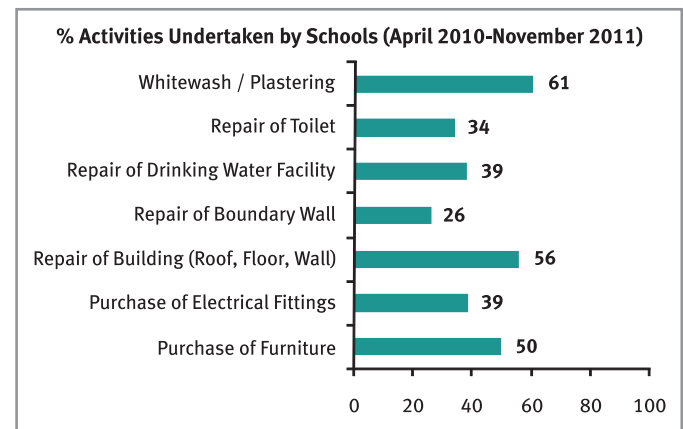 % Activities Undertaken by Schools (April 2010-November 2011)
Whitewash / Plastering 61
Repair of Toilet 34
Repair of Drinking Water Facility 39
Repair of Boundary Wall 26
Repair of Building (Roof, Floor, Wall) 56
Purchase of Electrical Fittings 39
Purchase of Furniture 50
0 20 40 60 80 100